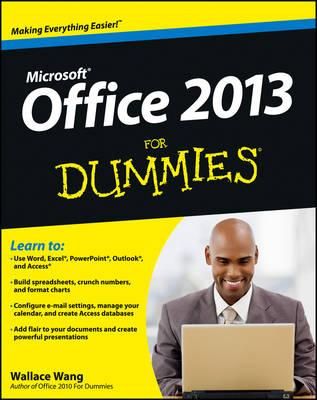 Making Everything Easier!™
Microsoft®
Office 2013
FOR
DUMMIES®
Learn to:
• Use Word, Excel®, PowerPoint®, Outlook®,
and Access®
• Build spreadsheets, crunch numbers,
and format charts
• Configure e-mail settings, manage your
calendar, and create Access databases
• Add flair to your documents and create
powerful presentations
Wallace Wang
Author of Office 2010 For Dummies